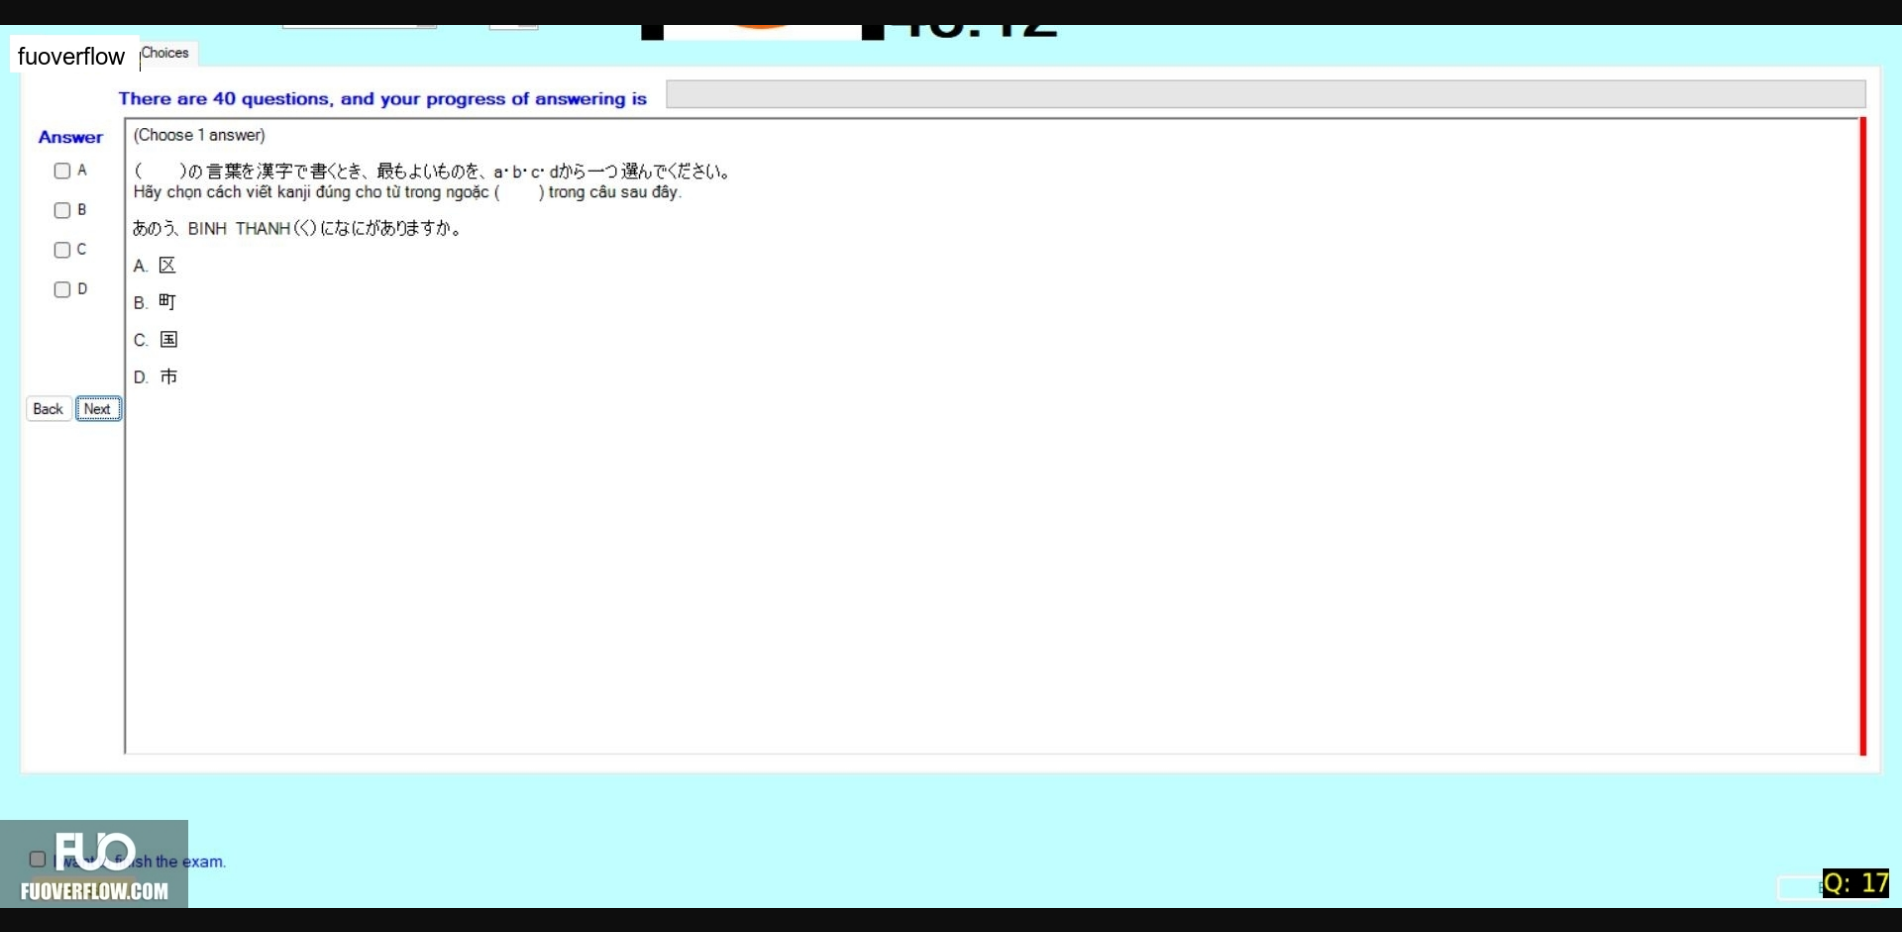 fuoverflow
Choices
There are 40 questions, and your progress of answering is
Answer
(Choose 1 answer)
A
B
C
D
(　　)の言葉を漢字で書くとき、最もよいものを、a･b･c･dから一つ選んでください。
Hãy chọn cách viết kanji đúng cho từ trong ngoặc (　　) trong câu sau đây.
あのう、BINH THANH(く)になにがありますか。
A. 区
B. 町
C. 国
D. 市
Back Next
finish the exam.
FUO
FUOVERFLOW.COM
Q: 17